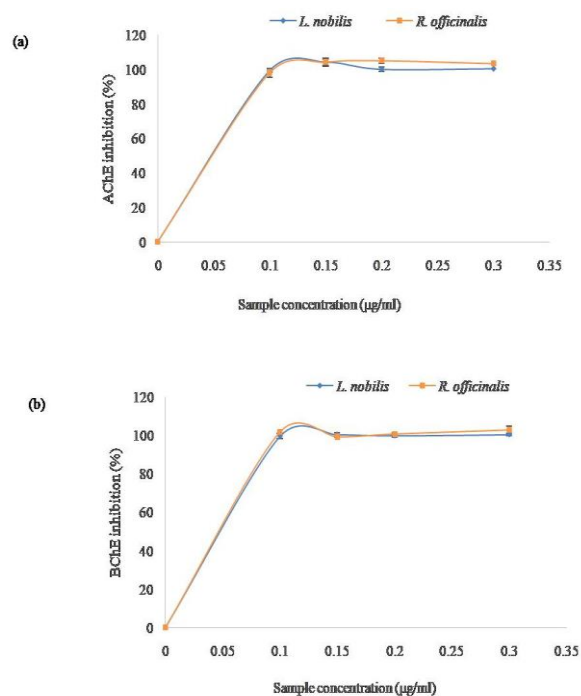 (a)
L. nobilis R. officinalis
120
100
80
60
40
20
0
AChE inhibition (%)
0 0.05 0.1 0.15 0.2 0.25 0.3 0.35
Sample concentration (µg/ml)
(b)
L. nobilis R. officinalis
120
100
80
60
40
20
0
BChE inhibition (%)
0 0.05 0.1 0.15 0.2 0.25 0.3 0.35
Sample concentration (µg/ml)